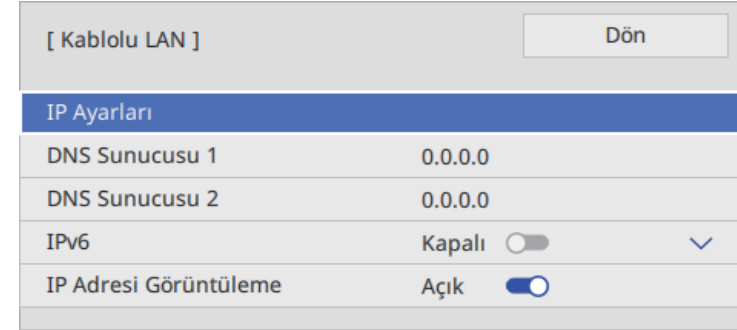 [ Kablolu LAN ] Dön
IP Ayarları
DNS Sunucusu 1 0.0.0.0
DNS Sunucusu 2 0.0.0.0
IPv6 Kapalı
IP Adresi Görüntüleme Açık